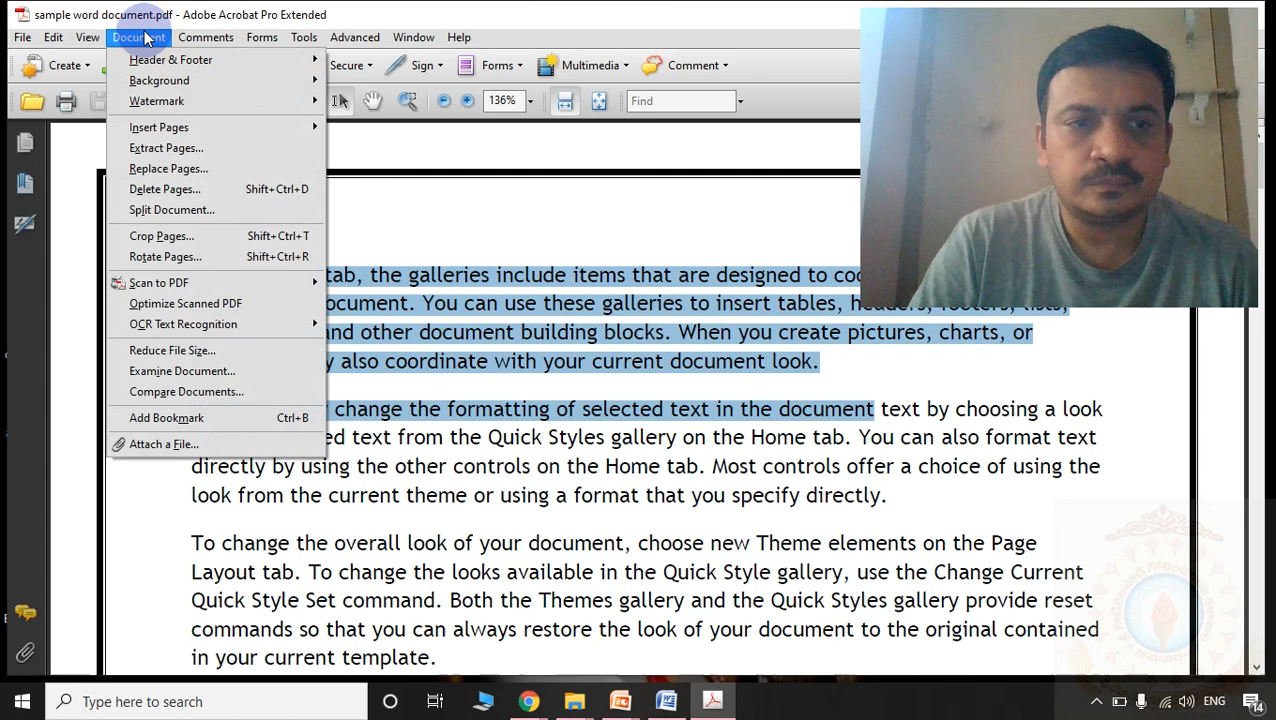 sample word document.pdf - Adobe Acrobat Pro Extended
File Edit View Document Comments Forms Tools Advanced Window Help
Create Secure Sign Forms Multimedia Comment
136% Find
Header & Footer
Background
Watermark
Insert Pages
Extract Pages...
Replace Pages...
Delete Pages... Shift+Ctrl+D
Split Document...
Crop Pages... Shift+Ctrl+T
Rotate Pages... Shift+Ctrl+R
Scan to PDF
Optimize Scanned PDF
OCR Text Recognition
Reduce File Size...
Examine Document...
Compare Documents...
Add Bookmark Ctrl+B
Attach a File...
tab, the galleries include items that are designed to
document. You can use these galleries to insert tables, headers, footers, lists,
and other document building blocks. When you create pictures, charts, or
also coordinate with your current document look.
change the formatting of selected text in the document text by choosing a look
text from the Quick Styles gallery on the Home tab. You can also format text
directly by using the other controls on the Home tab. Most controls offer a choice of using the
look from the current theme or using a format that you specify directly.
To change the overall look of your document, choose new Theme elements on the Page
Layout tab. To change the looks available in the Quick Style gallery, use the Change Current
Quick Style Set command. Both the Themes gallery and the Quick Styles gallery provide reset
commands so that you can always restore the look of your document to the original contained
in your current template.
Type here to search
ENG
14